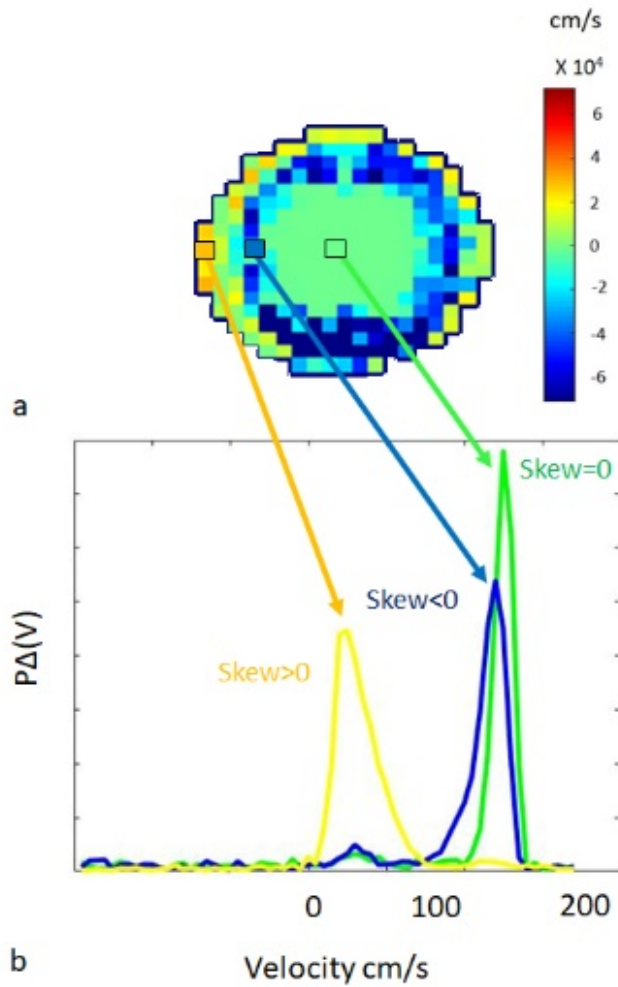 cm/s
X 10⁴
6
4
2
0
-2
-4
-6
a
Skew=0
Skew<0
Skew>0
PΔ(V)
0 100 200
b Velocity cm/s